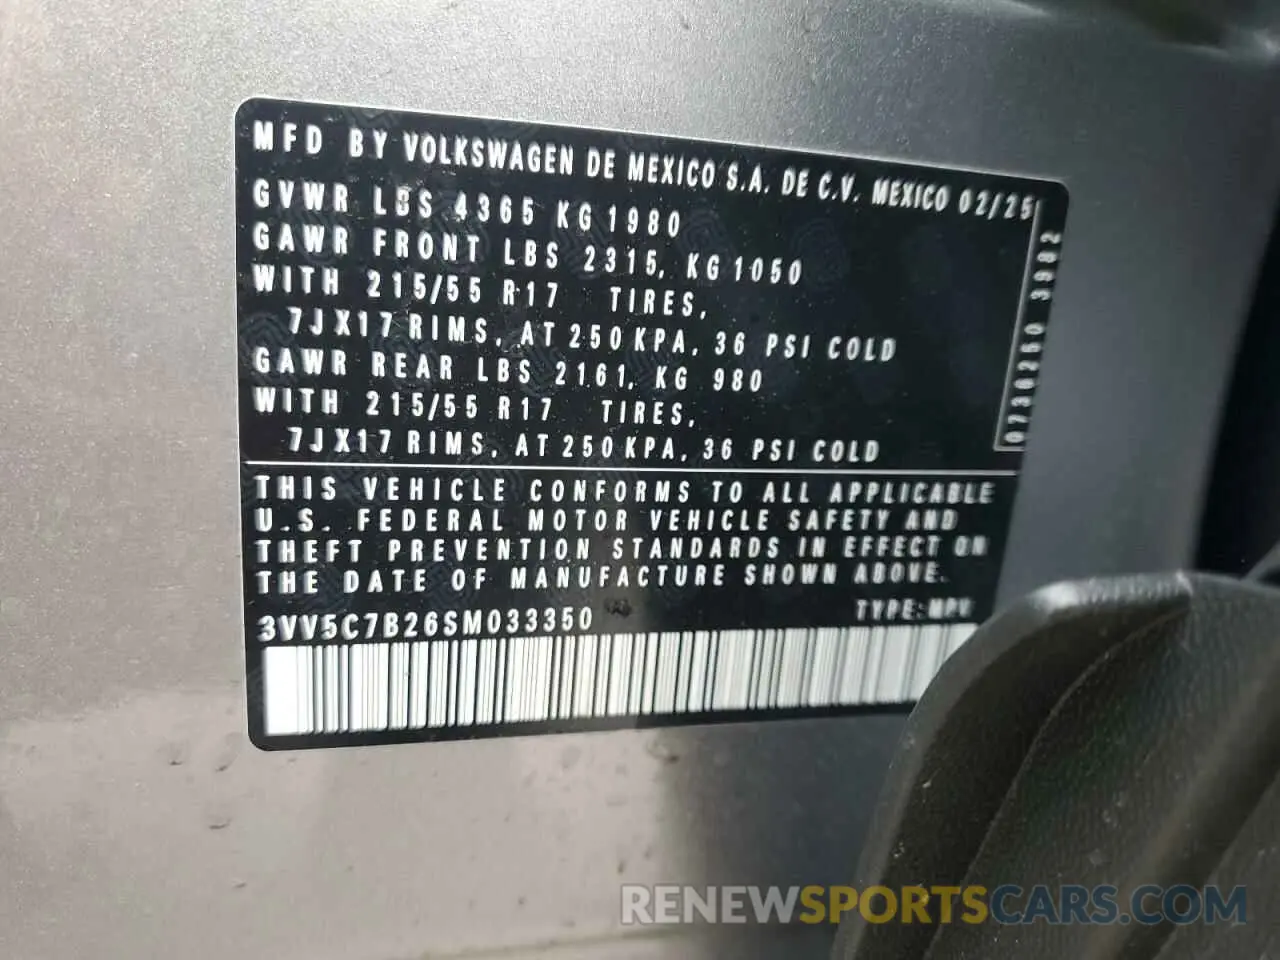 MFD BY VOLKSWAGEN DE MEXICO S.A. DE C.V. MEXICO 02/25
GVWR LBS 4365 KG 1980
GAWR FRONT LBS 2315, KG 1050
WITH 215/55 R17 TIRES,
7JX17 RIMS, AT 250 KPA, 36 PSI COLD
GAWR REAR LBS 2161, KG 980
WITH 215/55 R17 TIRES,
7JX17 RIMS, AT 250 KPA, 36 PSI COLD
0736250 3982
THIS VEHICLE CONFORMS TO ALL APPLICABLE
U.S. FEDERAL MOTOR VEHICLE SAFETY AND
THEFT PREVENTION STANDARDS IN EFFECT ON
THE DATE OF MANUFACTURE SHOWN ABOVE.
3VV5C7B26SM033350 TYPE: MPV
RENEWSPORTSCARS.COM